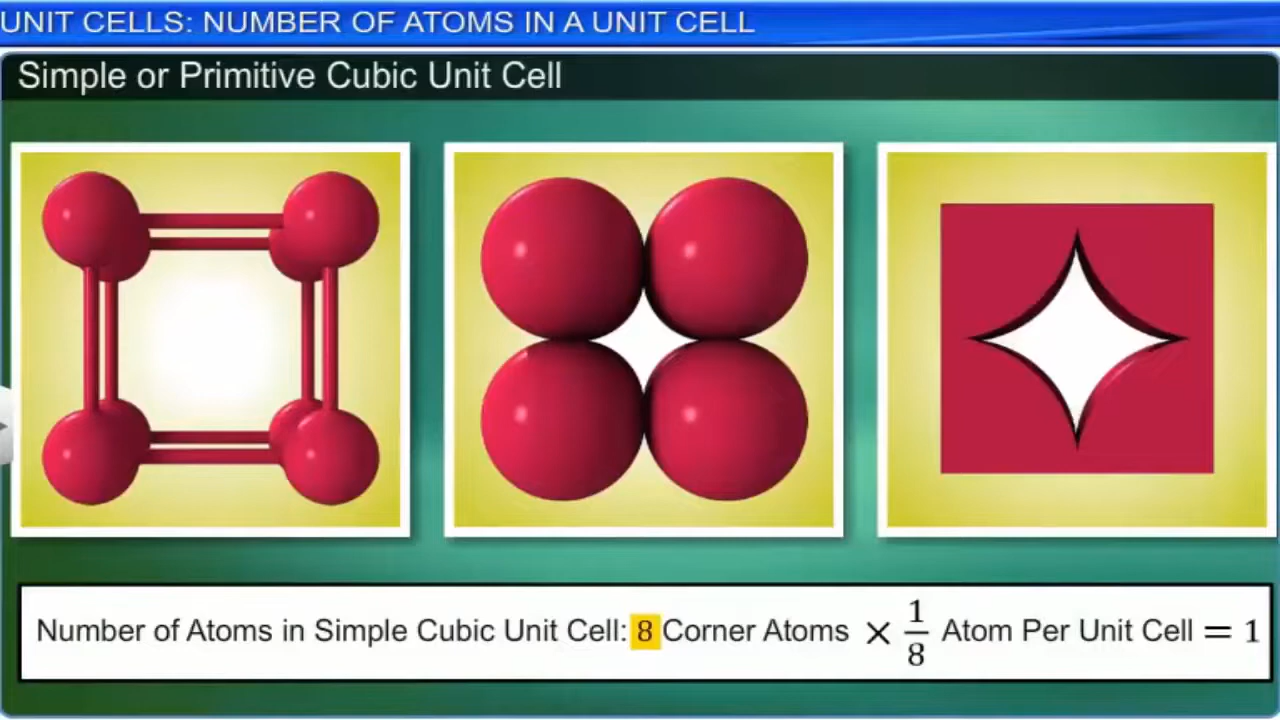 UNIT CELLS: NUMBER OF ATOMS IN A UNIT CELL
Simple or Primitive Cubic Unit Cell
Number of Atoms in Simple Cubic Unit Cell: 8 Corner Atoms × 1/8 Atom Per Unit Cell = 1